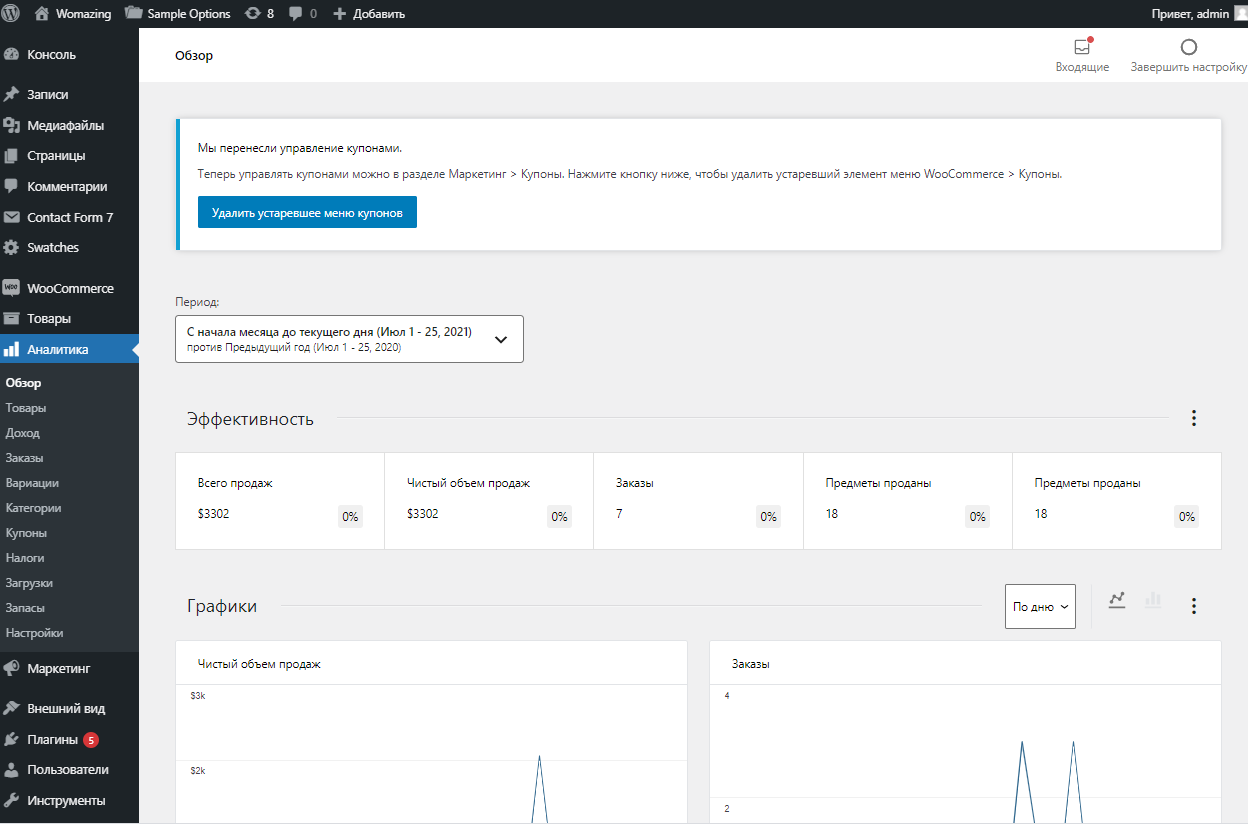 Womazing Sample Options 8 0 Добавить Привет, admin
Консоль
Записи
Медиафайлы
Страницы
Комментарии
Contact Form 7
Swatches
WooCommerce
Товары
Аналитика
Обзор
Товары
Доход
Заказы
Вариации
Категории
Купоны
Налоги
Загрузки
Запасы
Настройки
Маркетинг
Внешний вид
Плагины 5
Пользователи
Инструменты
Обзор
Входящие
Завершить настройку
Мы перенесли управление купонами.
Теперь управлять купонами можно в разделе Маркетинг > Купоны. Нажмите кнопку ниже, чтобы удалить устаревший элемент меню WooCommerce > Купоны.
Удалить устаревшее меню купонов
Период:
С начала месяца до текущего дня (Июл 1 - 25, 2021)
против Предыдущий год (Июл 1 - 25, 2020)
Эффективность
Всего продаж
$3302 0%
Чистый объем продаж
$3302 0%
Заказы
7 0%
Предметы проданы
18 0%
Предметы проданы
18 0%
Графики
По дню
Чистый объем продаж
$3k
$2k
Заказы
4
2